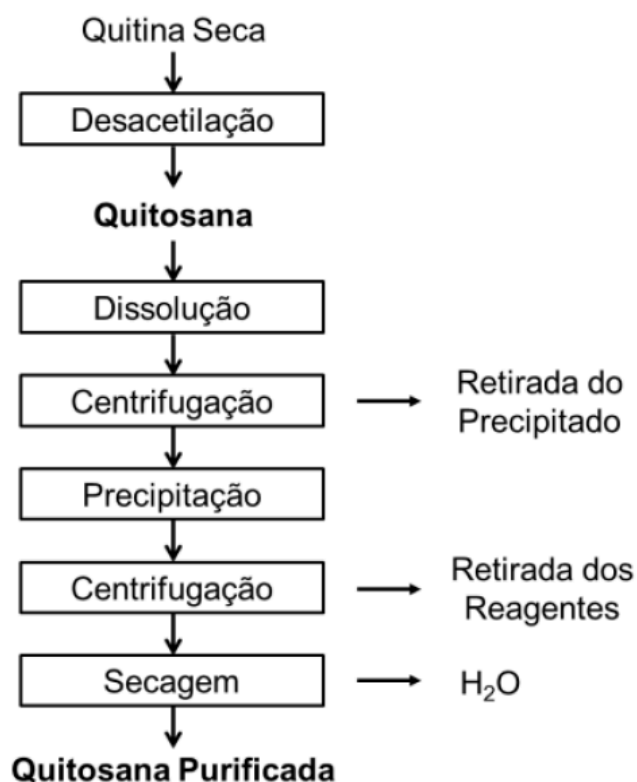 Quitina Seca
Desacetilação
Quitosana
Dissolução
Centrifugação
Retirada do
Precipitado
Precipitação
Centrifugação
Retirada dos
Reagentes
Secagem
H₂O
Quitosana Purificada